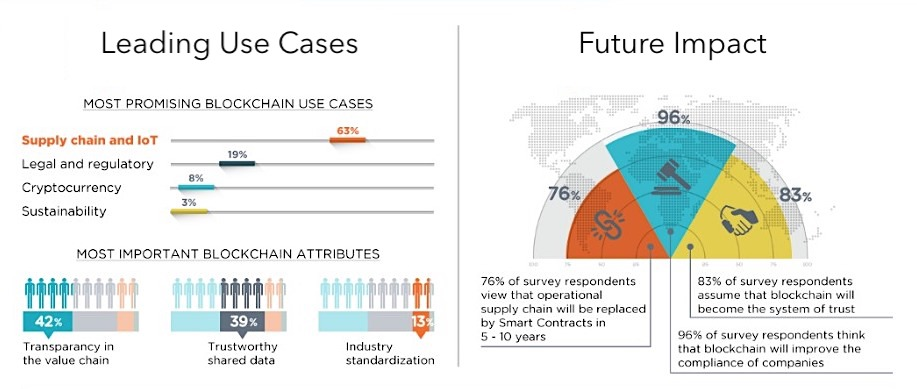 Leading Use Cases
MOST PROMISING BLOCKCHAIN USE CASES
Supply chain and IoT
63%
Legal and regulatory
19%
Cryptocurrency
8%
Sustainability
3%
MOST IMPORTANT BLOCKCHAIN ATTRIBUTES
42%
39%
13%
Transparency in
the value chain
Trustworthy
shared data
Industry
standardization
Future Impact
96%
76%
83%
76% of survey respondents
view that operational
supply chain will be replaced
by Smart Contracts in
5 - 10 years
83% of survey respondents
assume that blockchain will
become the system of trust
96% of survey respondents think
that blockchain will improve the
compliance of companies